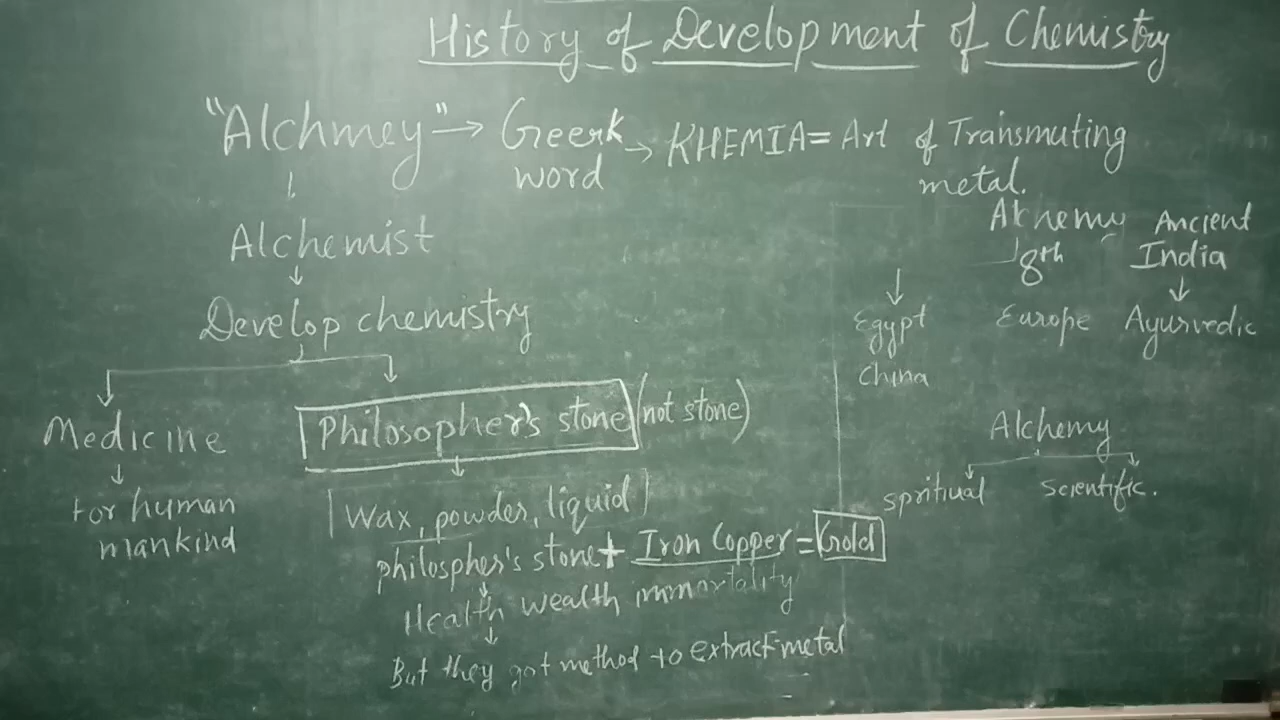 History of Development of Chemistry
"Alchmey" → Greerk word → KHEMIA = Art of Transmuting metal.
Alchemist
Develop chemistry
Medicine
For human
mankind
Philosopher's stone (not stone)
Wax, powder, liquid
philospher's stone + Iron Copper = Gold
Health wealth immortality
But they got method to extract metal
Alchemy
8th
Europe
Ancient
India
Ayurvedic
Egypt
China
Alchemy
spritiual
scientific.